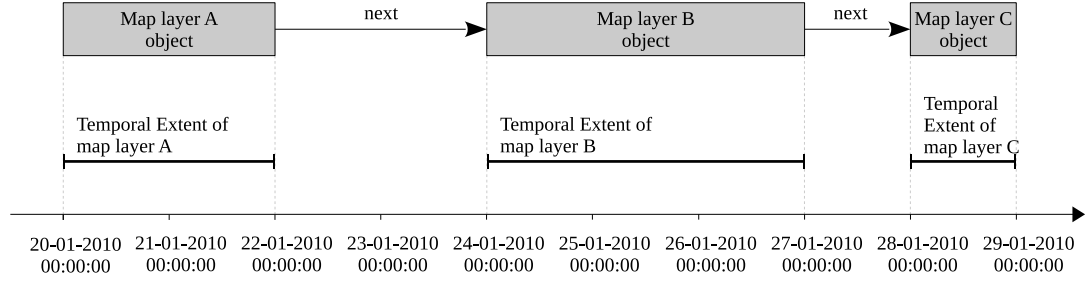 Map layer A
object
next
Map layer B
object
next
Map layer C
object
Temporal Extent of
map layer A
Temporal Extent of
map layer B
Temporal
Extent of
map layer C
20-01-2010
00:00:00
21-01-2010
00:00:00
22-01-2010
00:00:00
23-01-2010
00:00:00
24-01-2010
00:00:00
25-01-2010
00:00:00
26-01-2010
00:00:00
27-01-2010
00:00:00
28-01-2010
00:00:00
29-01-2010
00:00:00